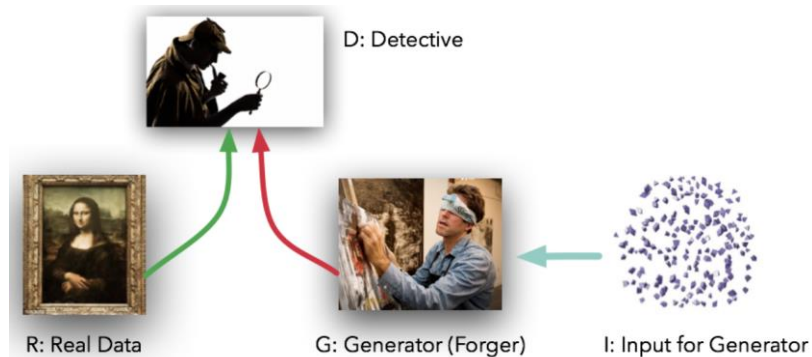 D: Detective
R: Real Data
G: Generator (Forger)
I: Input for Generator